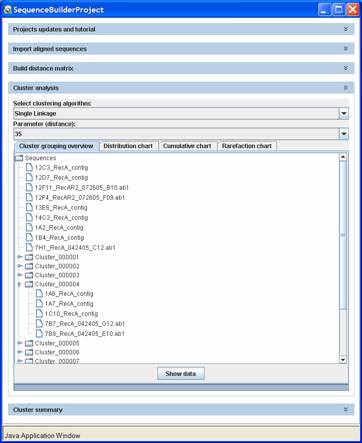 SequenceBuilderProject
Projects updates and tutorial
Import aligned sequences
Build distance matrix
Cluster analysis
Select clustering algorithm:
Single Linkage
Parameter (distance):
35
Cluster grouping overview Distribution chart Cumulative chart Rarefaction chart
Sequences
12C3_RecA_contig
12D7_RecA_contig
12F11_RecAR2_072605_B10.ab1
12F4_RecAR2_072605_F09.ab1
13E6_RecA_contig
14C3_RecA_contig
1A2_RecA_contig
1B4_RecA_contig
7H1_RecA_042405_C12.ab1
Cluster_000001
Cluster_000002
Cluster_000003
Cluster_000004
1A6_RecA_contig
1A7_RecA_contig
1C10_RecA_contig
7B7_RecA_042405_G12.ab1
7B8_RecA_042405_E10.ab1
Cluster_000005
Cluster_000006
Cluster_000007
Show data
Cluster summary
Java Application Window